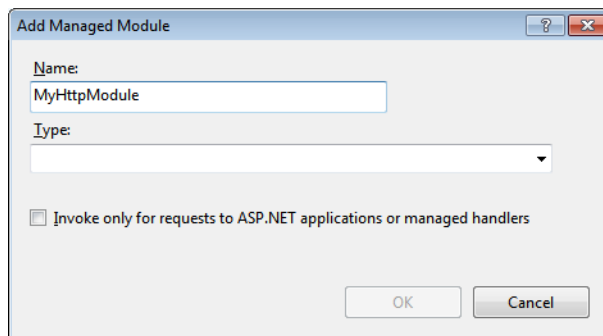 Add Managed Module
Name:
MyHttpModule
Type:
Invoke only for requests to ASP.NET applications or managed handlers
OK
Cancel